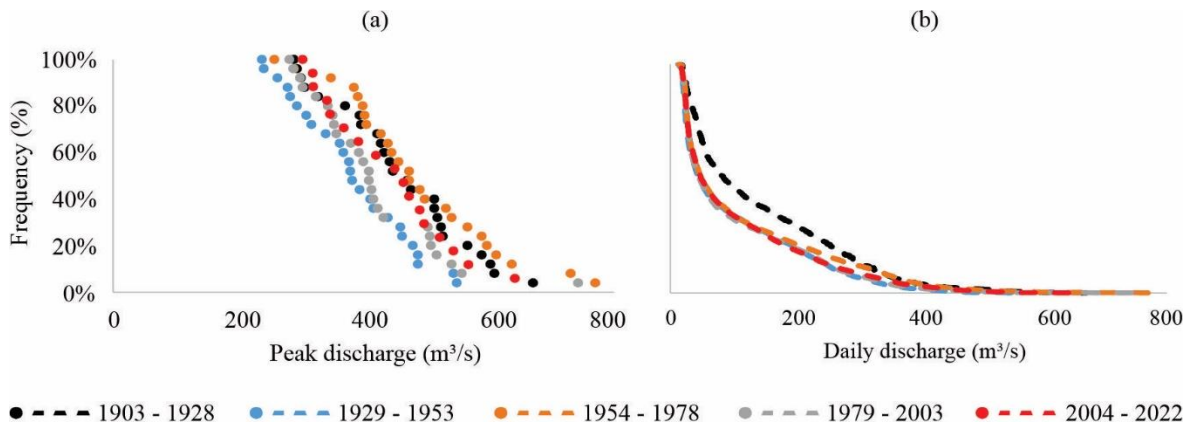 (a)
(b)
100%
80%
60%
40%
20%
0%
Frequency (%)
0
200
400
600
800
Peak discharge (m³/s)
0
200
400
600
800
Daily discharge (m³/s)
1903 - 1928
1929 - 1953
1954 - 1978
1979 - 2003
2004 - 2022